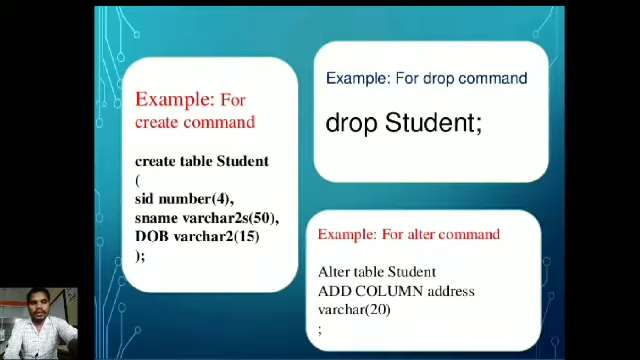 Example: For
create command
create table Student
(
sid number(4),
sname varchar2s(50),
DOB varchar2(15)
);
Example: For drop command
drop Student;
Example: For alter command
Alter table Student
ADD COLUMN address
varchar(20)
;